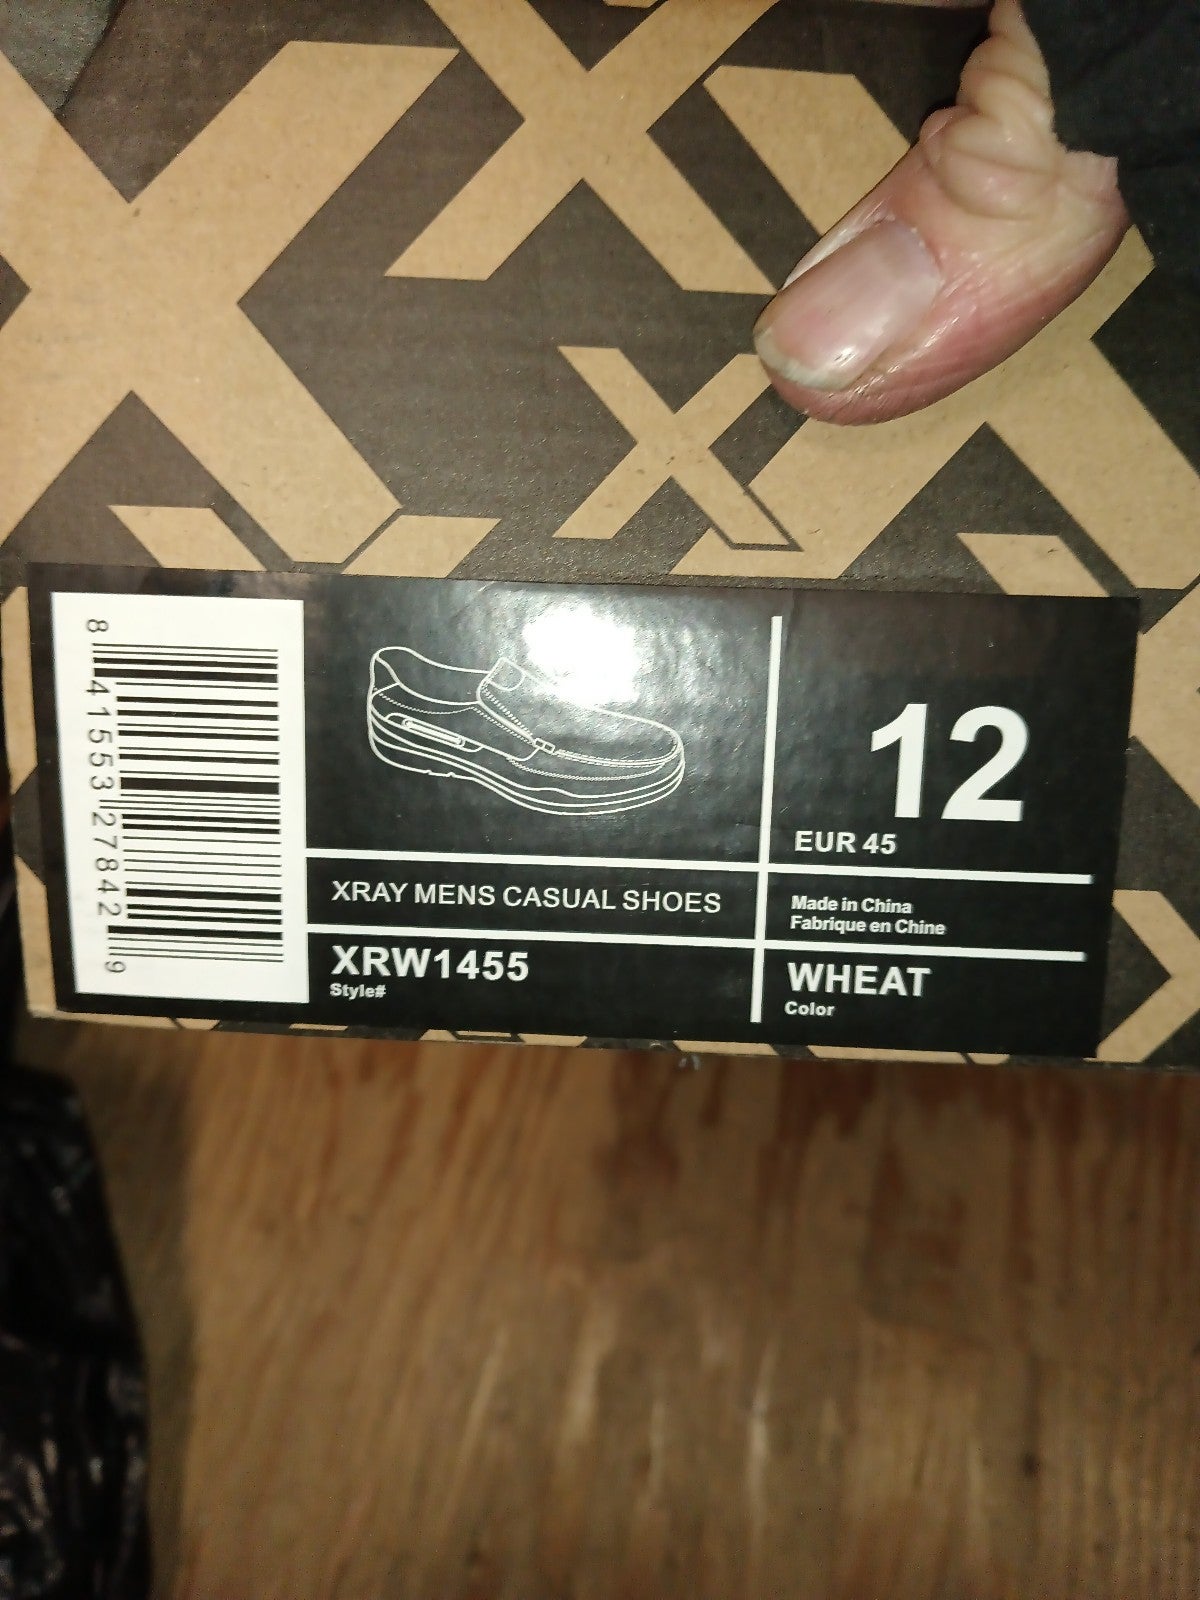 8 41553 27842 9
12
EUR 45
XRAY MENS CASUAL SHOES
Made in China
Fabrique en Chine
XRW1455
Style#
WHEAT
Color